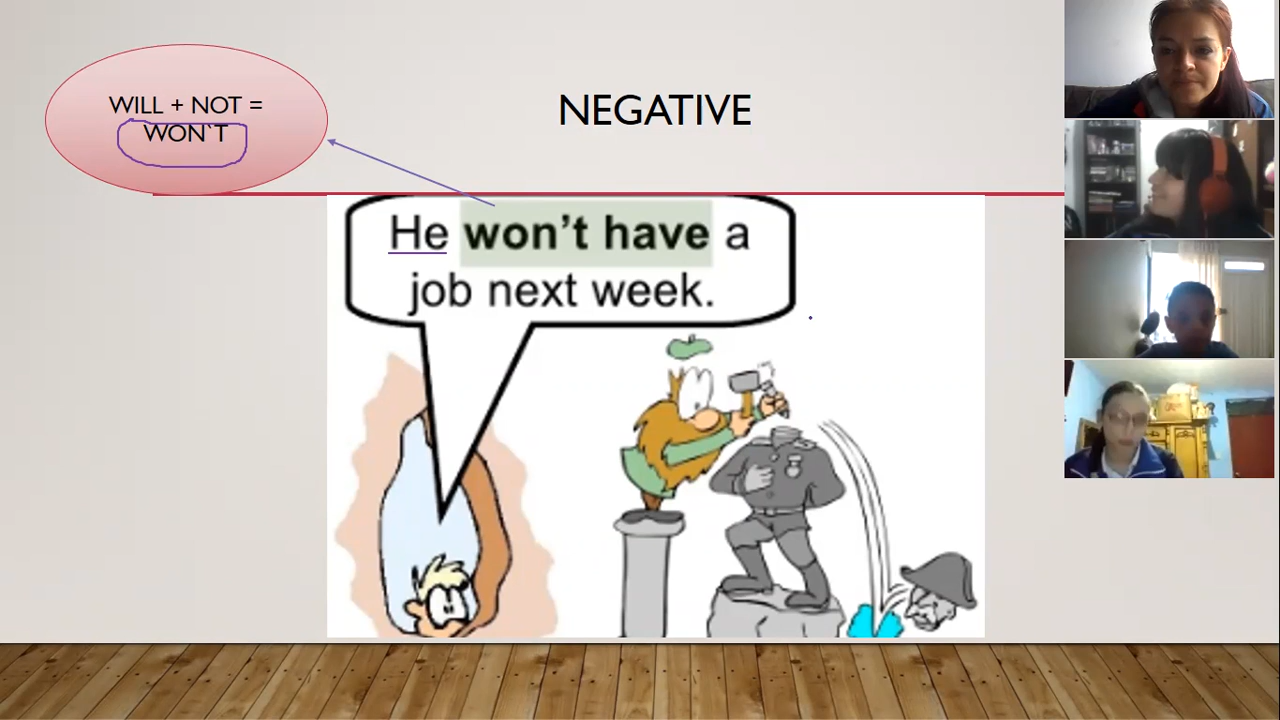 WILL + NOT =
WON`T
NEGATIVE
He won't have a
job next week.